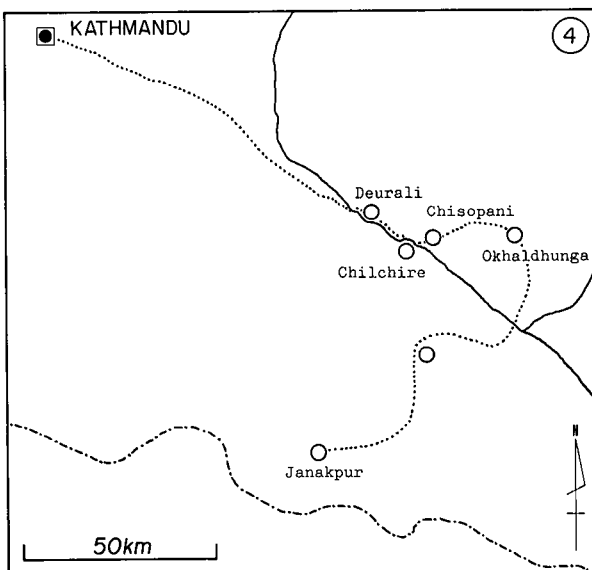 KATHMANDU
4
Deurali
Chisopani
Okhaldhunga
Chilchire
N
Janakpur
50km